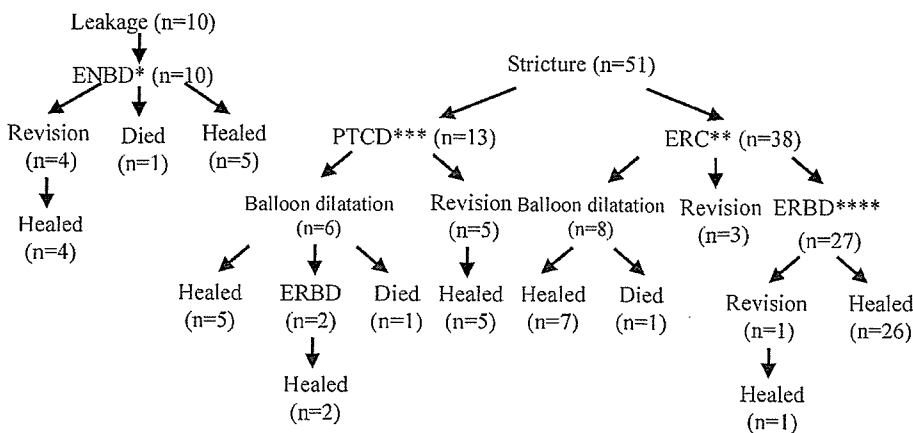 Leakage (n=10)
ENBD* (n=10)
Revision
(n=4)
Died
(n=1)
Healed
(n=5)
Healed
(n=4)
Stricture (n=51)
PTCD*** (n=13)
ERC** (n=38)
Balloon dilatation
(n=6)
Revision
(n=5)
Balloon dilatation
(n=8)
Revision
(n=3)
ERBD****
(n=27)
Healed
(n=5)
ERBD
(n=2)
Died
(n=1)
Healed
(n=5)
Healed
(n=7)
Died
(n=1)
Revision
(n=1)
Healed
(n=26)
Healed
(n=2)
Healed
(n=1)